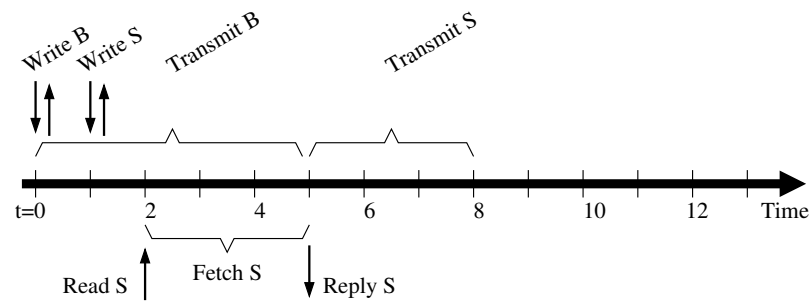 Write B
Write S
Transmit B
Transmit S
t=0 2 4 6 8 10 12 Time
Fetch S
Read S
Reply S